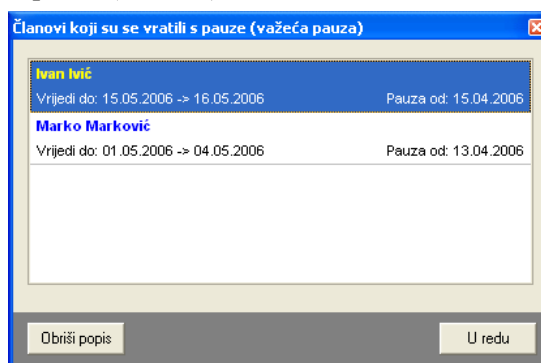 Članovi koji su se vratili s pauze (važeća pauza)
Ivan Ivić
Vrijedi do: 15.05.2006 -> 16.05.2006 Pauza od: 15.04.2006
Marko Marković
Vrijedi do: 01.05.2006 -> 04.05.2006 Pauza od: 13.04.2006
Obriši popis U redu